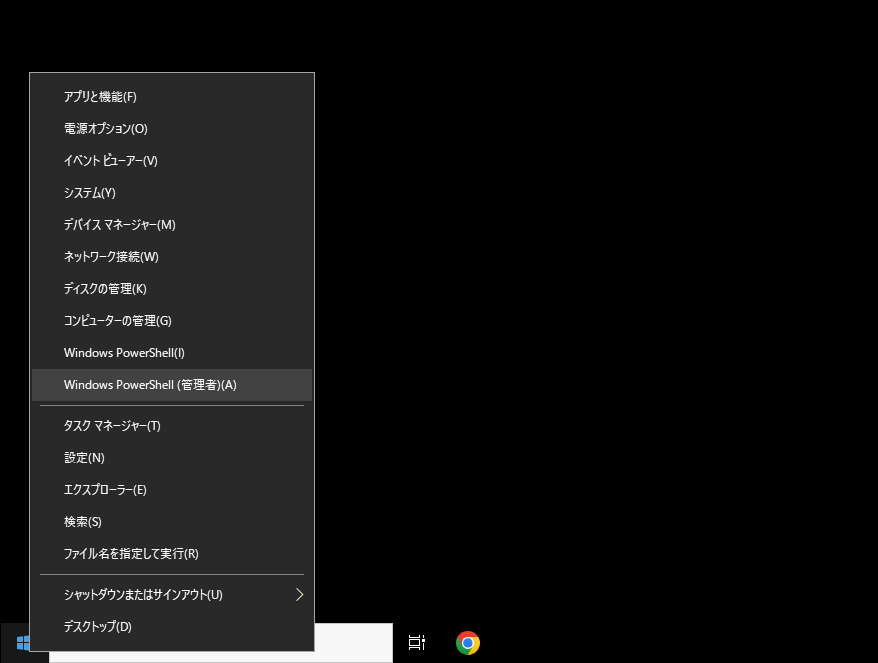 アプリと機能(F)
電源オプション(O)
イベント ビューアー(V)
システム(Y)
デバイス マネージャー(M)
ネットワーク接続(W)
ディスクの管理(K)
コンピューターの管理(G)
Windows PowerShell(I)
Windows PowerShell (管理者)(A)
タスク マネージャー(T)
設定(N)
エクスプローラー(E)
検索(S)
ファイル名を指定して実行(R)
シャットダウンまたはサインアウト(U)
デスクトップ(D)